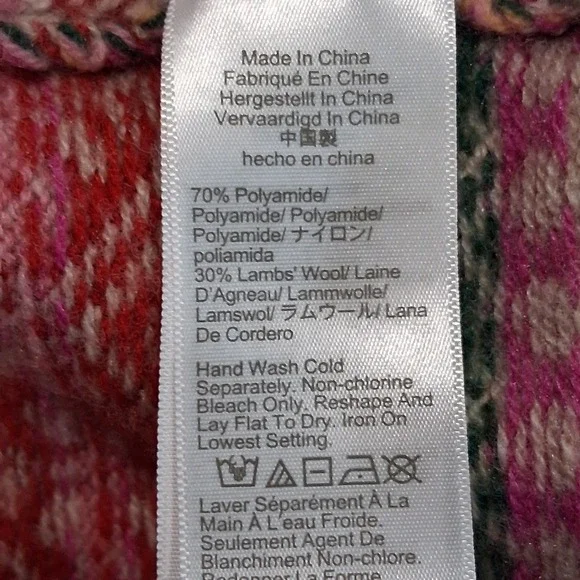 Made In China
Fabriqué En Chine
Hergestellt In China
Vervaardigd In China
中国製
hecho en china
70% Polyamide/
Polyamide/ Polyamide/
Polyamide/ ナイロン/
poliamida
30% Lambs' Wool/ Laine
D'Agneau/ Lammwolle/
Lamswol/ ラムウール/ Lana
De Cordero
Hand Wash Cold
Separately. Non-chlorine
Bleach Only. Reshape And
Lay Flat To Dry. Iron On
Lowest Setting.
Laver Séparément À La
Main À L'eau Froide.
Seulement Agent De
Blanchiment Non-chlore.
Redonner La Forme